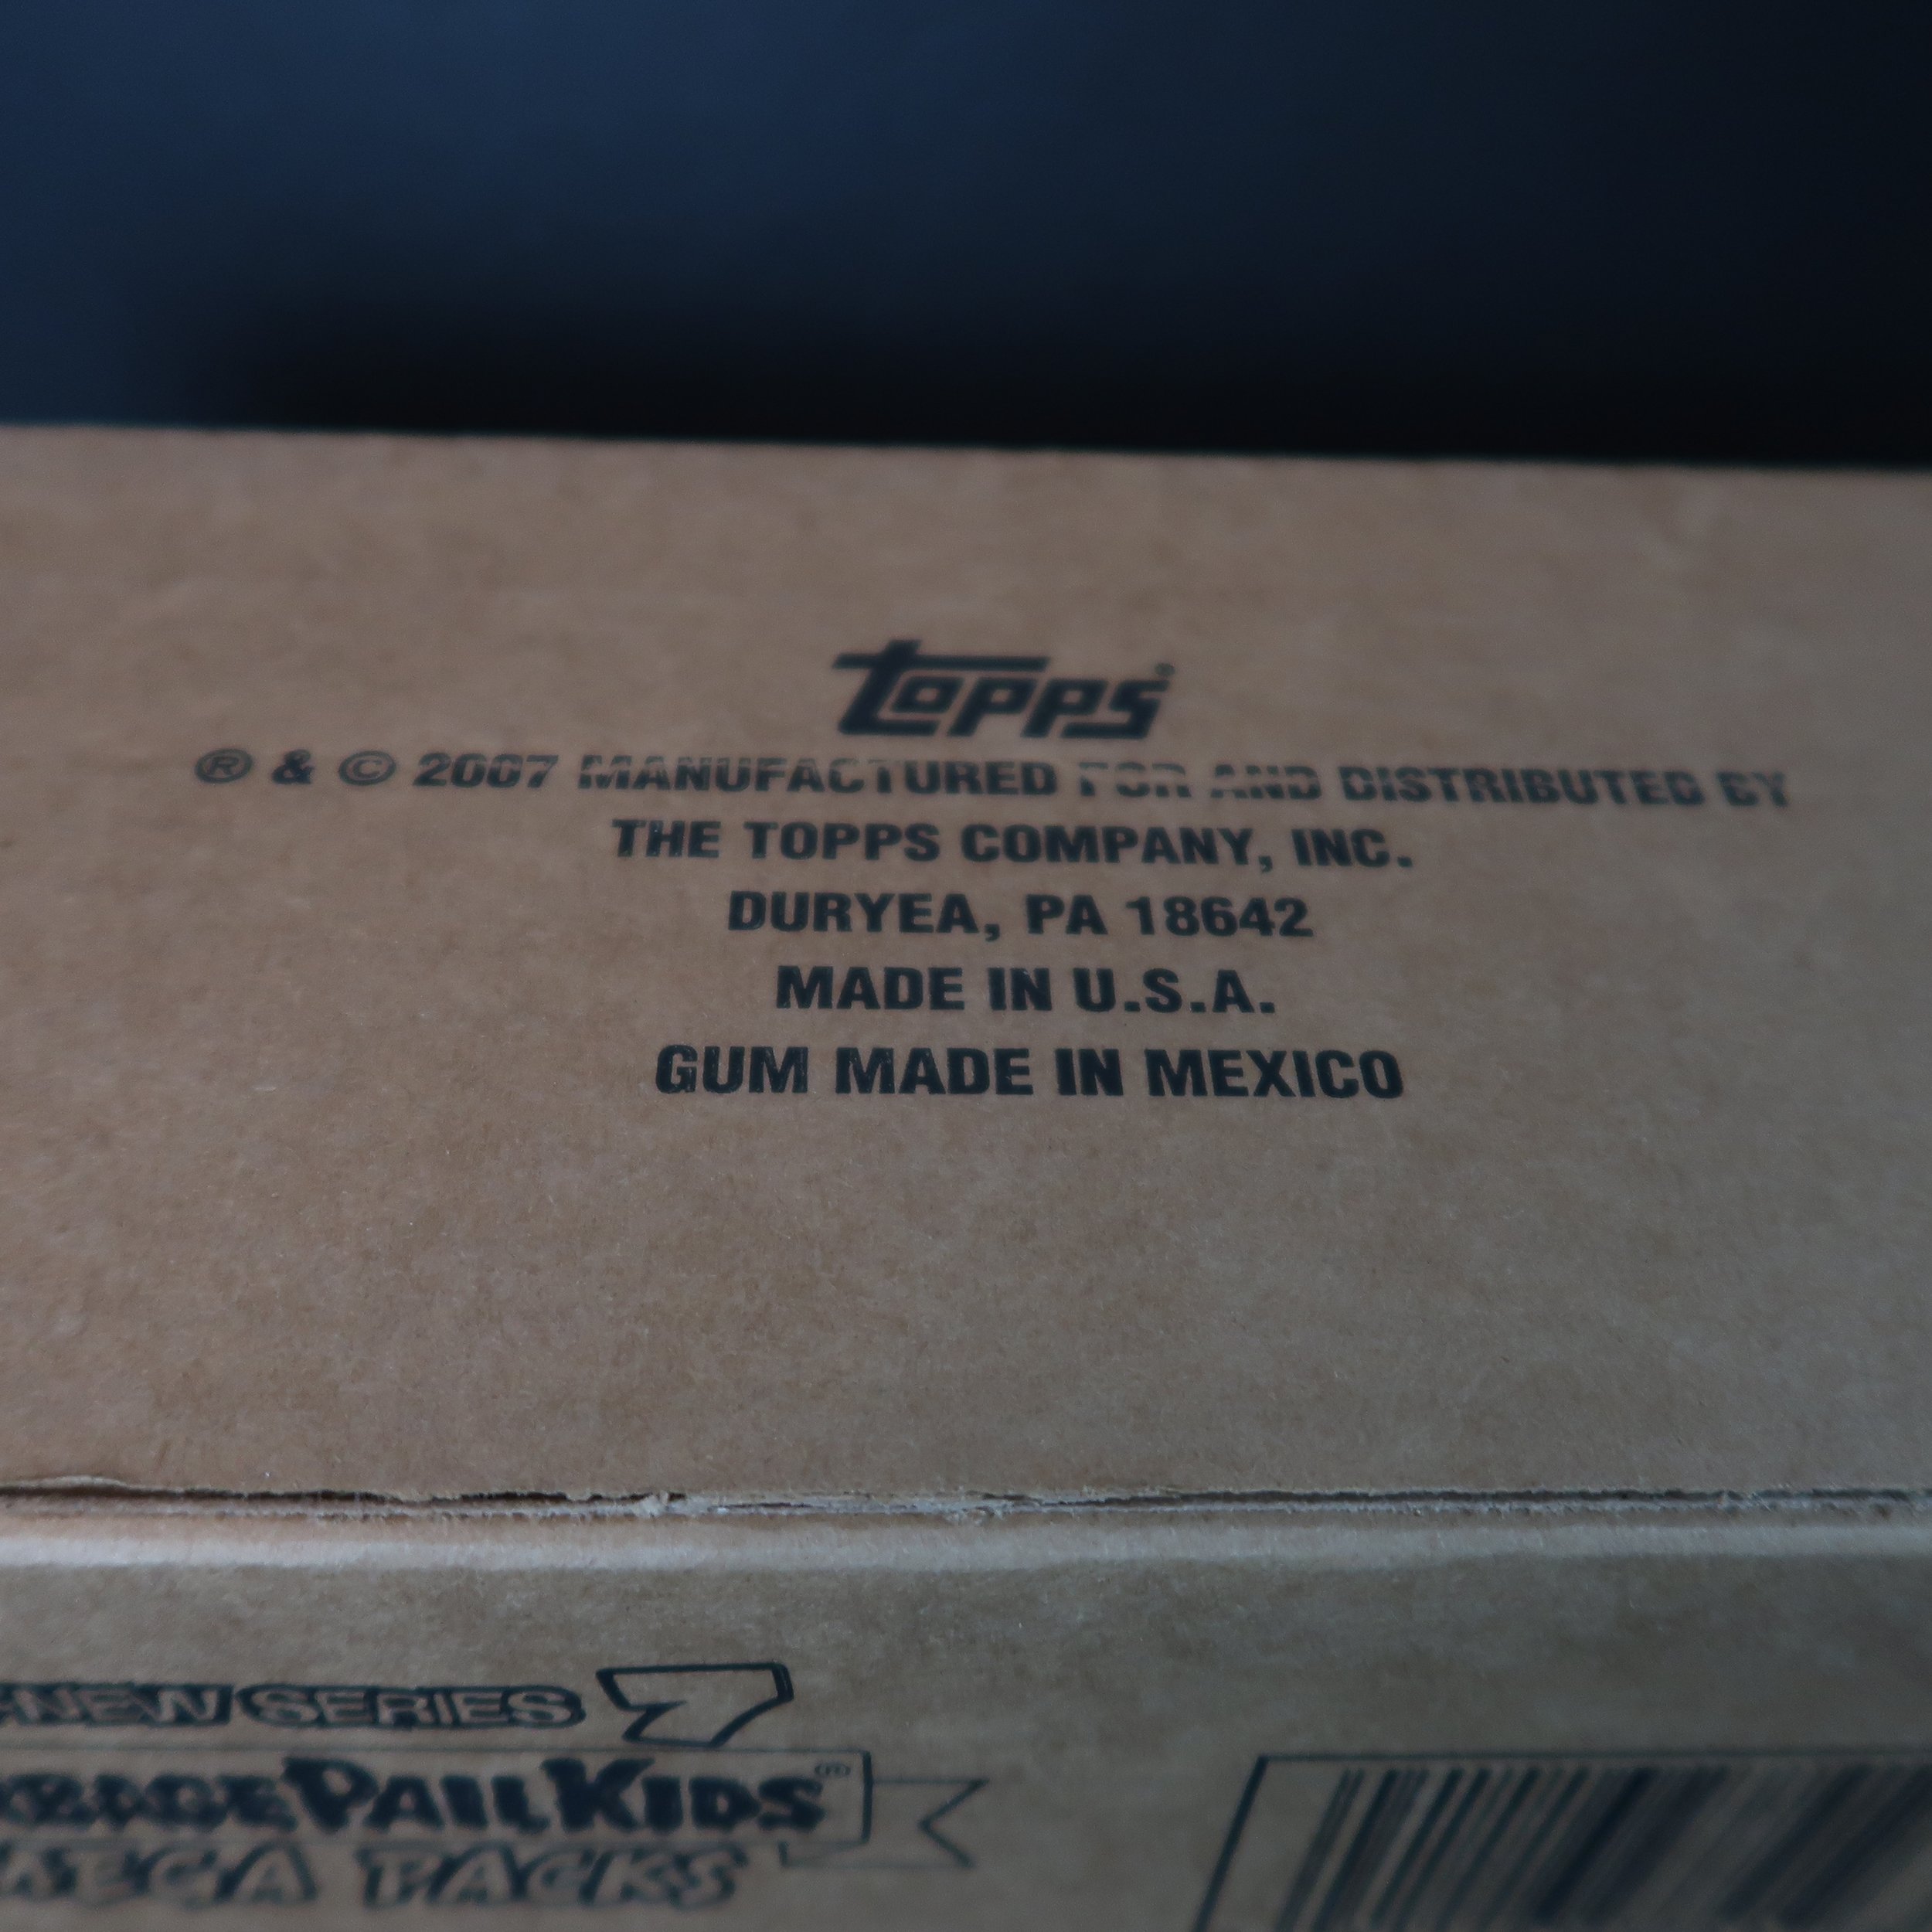 topps®
® & © 2007 MANUFACTURED FOR AND DISTRIBUTED BY
THE TOPPS COMPANY, INC.
DURYEA, PA 18642
MADE IN U.S.A.
GUM MADE IN MEXICO
-NEW SERIES 7
PAIL KIDS®
PACKS